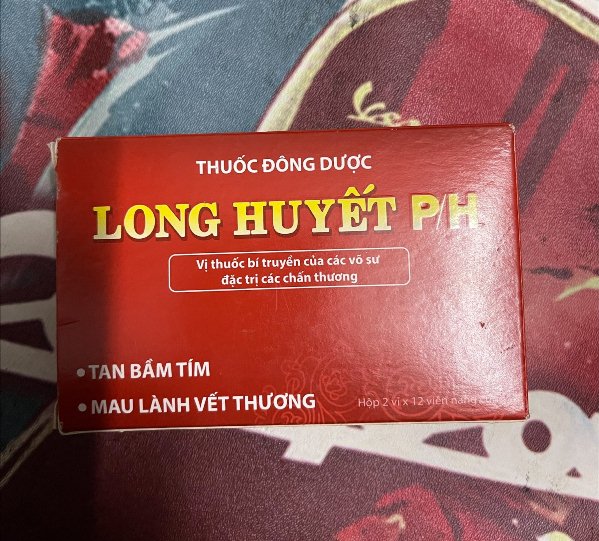 THUỐC ĐÔNG DƯỢC
LONG HUYẾT P/H
Vị thuốc bí truyền của các võ sư
đặc trị các chấn thương
• TAN BẦM TÍM
• MAU LÀNH VẾT THƯƠNG
Hộp 2 vỉ x 12 viên nang